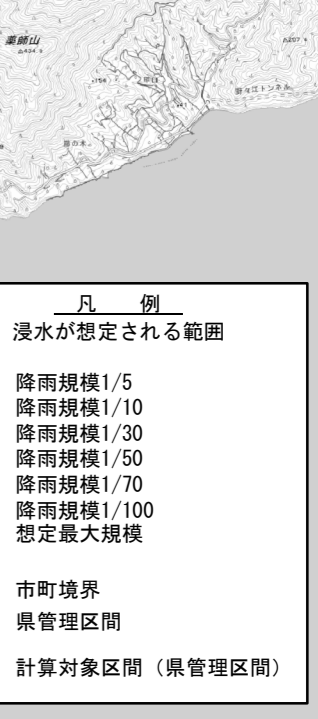 薬師山
△434
・156
△207
野々江トンネル
凡　例
浸水が想定される範囲
降雨規模1/5
降雨規模1/10
降雨規模1/30
降雨規模1/50
降雨規模1/70
降雨規模1/100
想定最大規模
市町境界
県管理区間
計算対象区間（県管理区間）